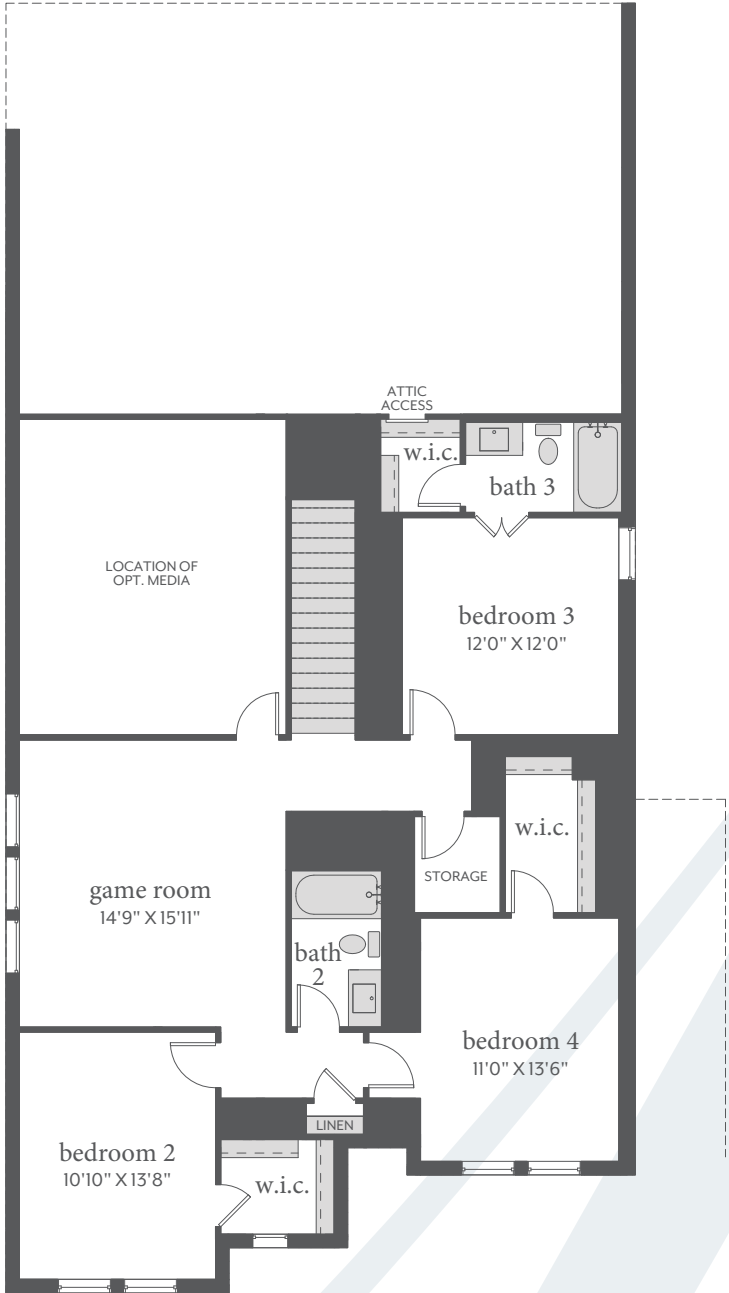 ATTIC
ACCESS
w.i.c.
bath 3
LOCATION OF
OPT. MEDIA
bedroom 3
12'0" X 12'0"
w.i.c.
STORAGE
game room
14'9" X 15'11"
bath
2
bedroom 4
11'0" X 13'6"
LINEN
bedroom 2
10'10" X 13'8"
w.i.c.